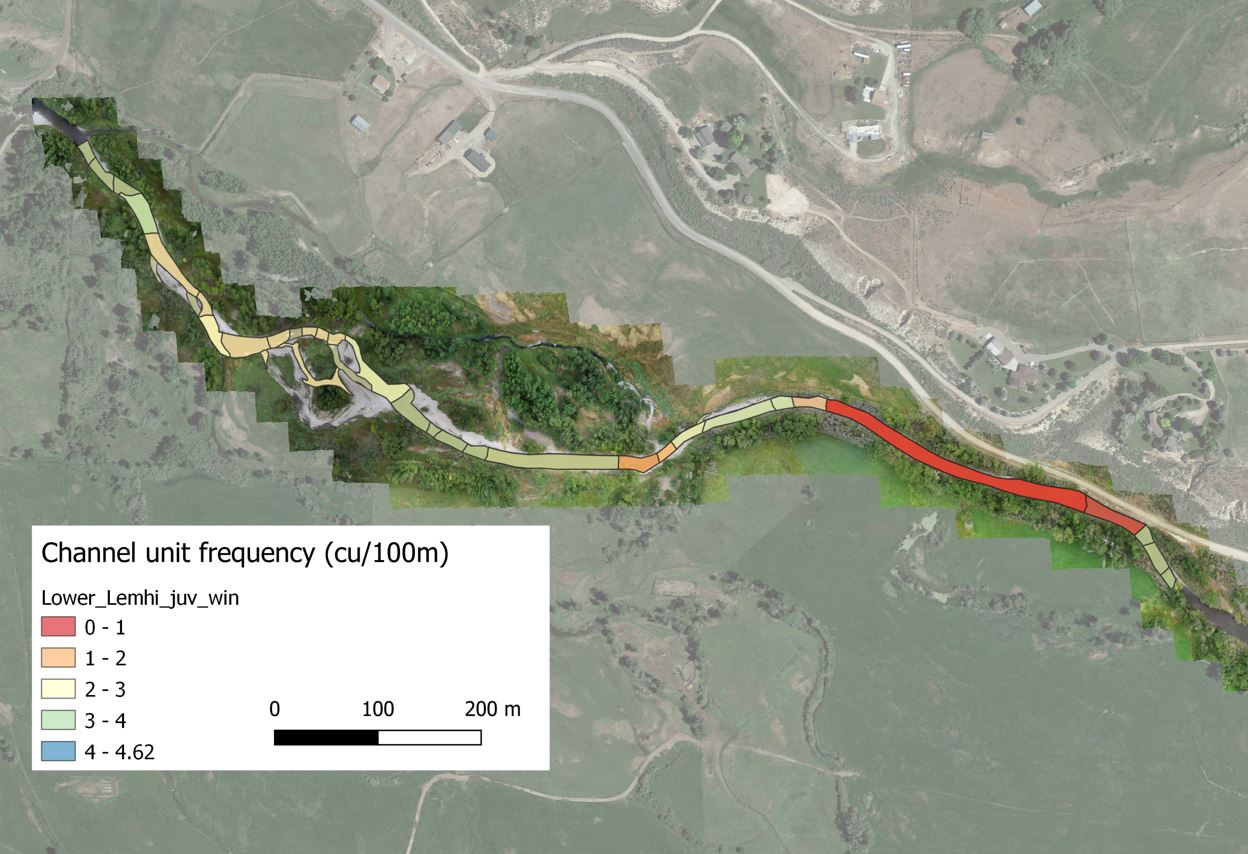 Channel unit frequency (cu/100m)
Lower_Lemhi_juv_win
0 - 1
1 - 2
2 - 3
3 - 4
4 - 4.62
0 100 200 m